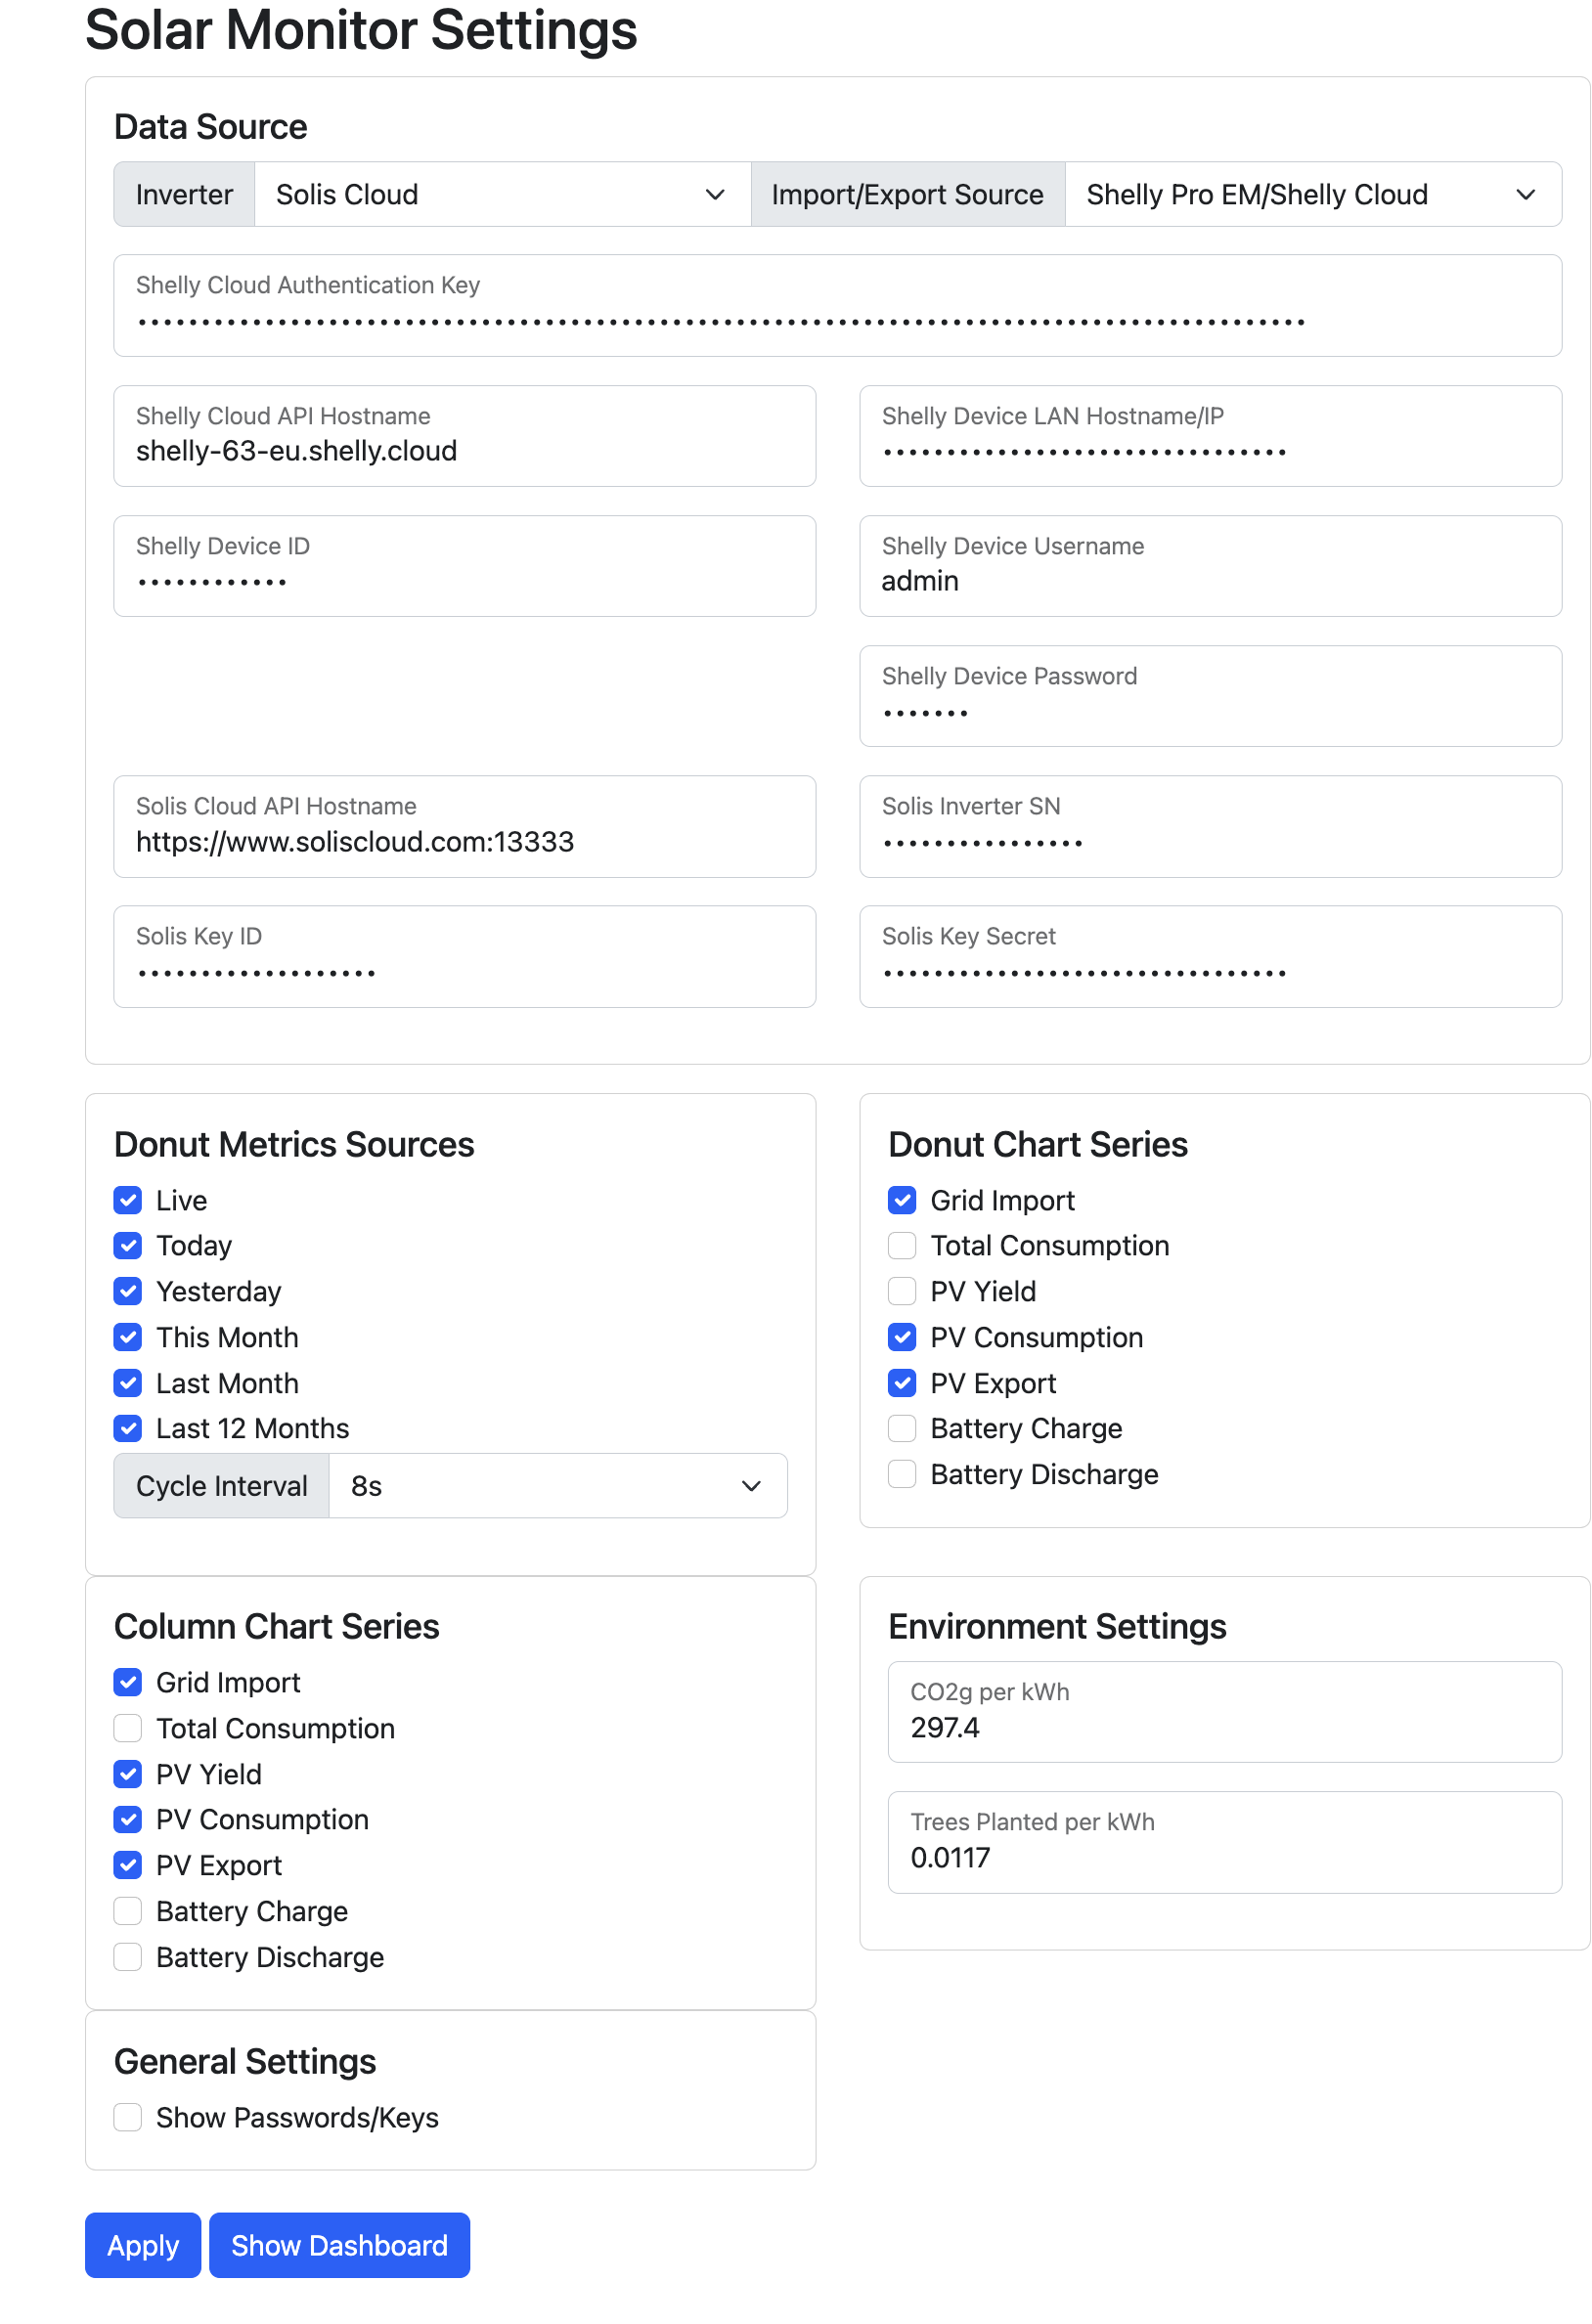 Solar Monitor Settings
Data Source
Inverter Solis Cloud Import/Export Source Shelly Pro EM/Shelly Cloud
Shelly Cloud Authentication Key
Shelly Cloud API Hostname
shelly-63-eu.shelly.cloud
Shelly Device LAN Hostname/IP
Shelly Device ID
Shelly Device Username
admin
Shelly Device Password
Solis Cloud API Hostname
https://www.soliscloud.com:13333
Solis Inverter SN
Solis Key ID
Solis Key Secret
Donut Metrics Sources
Live
Today
Yesterday
This Month
Last Month
Last 12 Months
Cycle Interval 8s
Donut Chart Series
Grid Import
Total Consumption
PV Yield
PV Consumption
PV Export
Battery Charge
Battery Discharge
Column Chart Series
Grid Import
Total Consumption
PV Yield
PV Consumption
PV Export
Battery Charge
Battery Discharge
Environment Settings
CO2g per kWh
297.4
Trees Planted per kWh
0.0117
General Settings
Show Passwords/Keys
Apply Show Dashboard